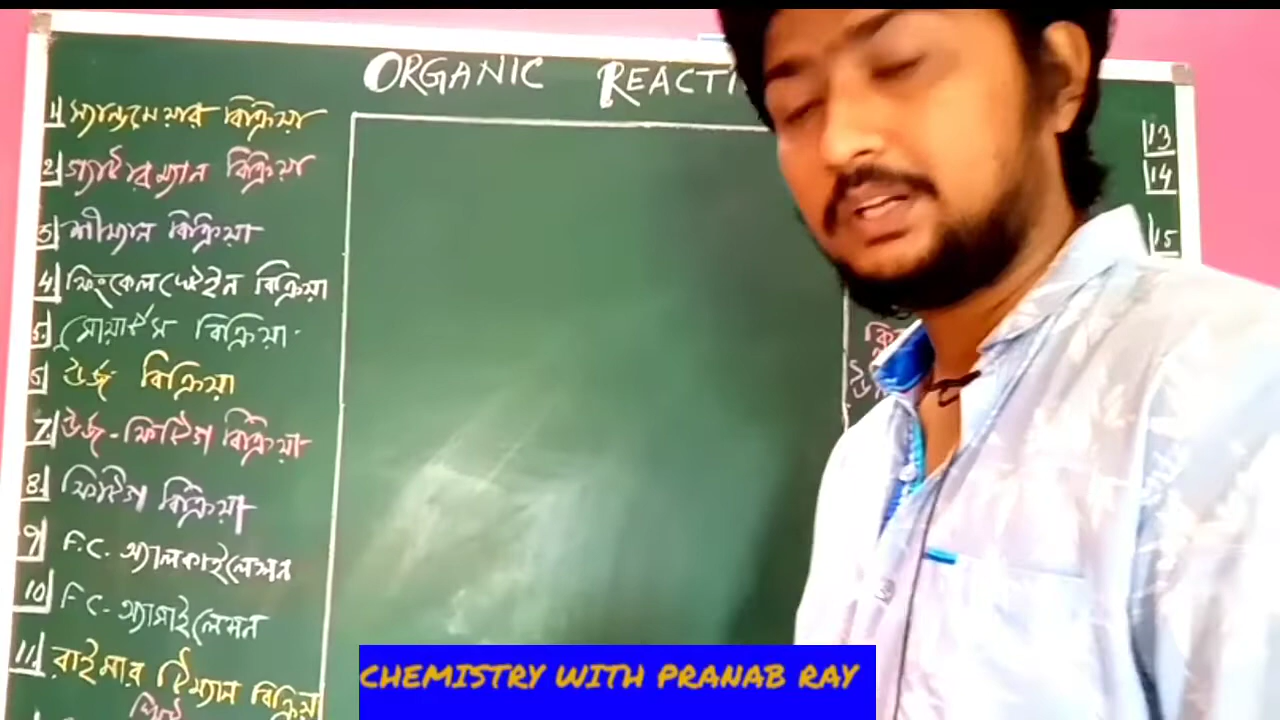 ORGANIC REACTI
1 স্যান্ডমেয়ার বিক্রিয়া
2 গ্যাটারম্যান বিক্রিয়া
3 শীম্যান বিক্রিয়া
4 ফিংকেলস্টেইন বিক্রিয়া
5. সোয়ার্টস বিক্রিয়া
6 উর্জ বিক্রিয়া
7. উর্জ-ফিটিগ বিক্রিয়া
8. ফিটিগ বিক্রিয়া
9 F.C. অ্যালকাইলেশন
10 F.C. অ্যাসাইলেশন
11. রাইমার টিম্যান বিক্রিয়া
13
14
15
CHEMISTRY WITH PRANAB RAY